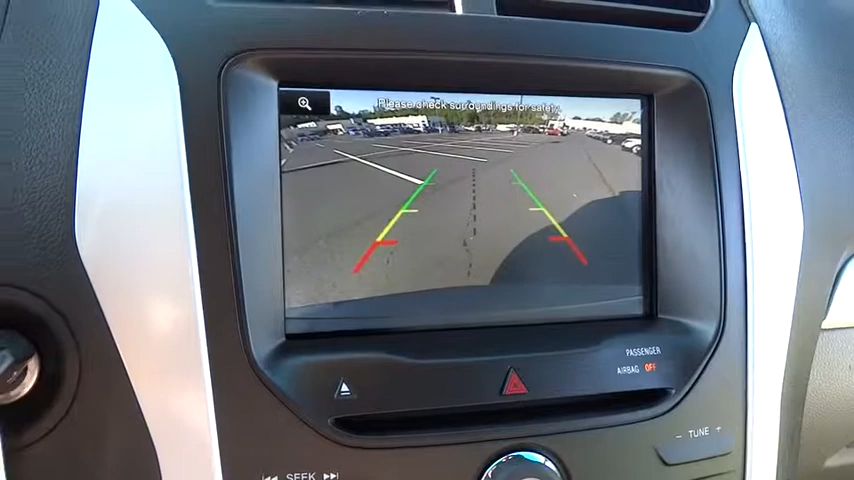 Please check surroundings for safety
PASSENGER
AIRBAG OFF
- TUNE +
SEEK